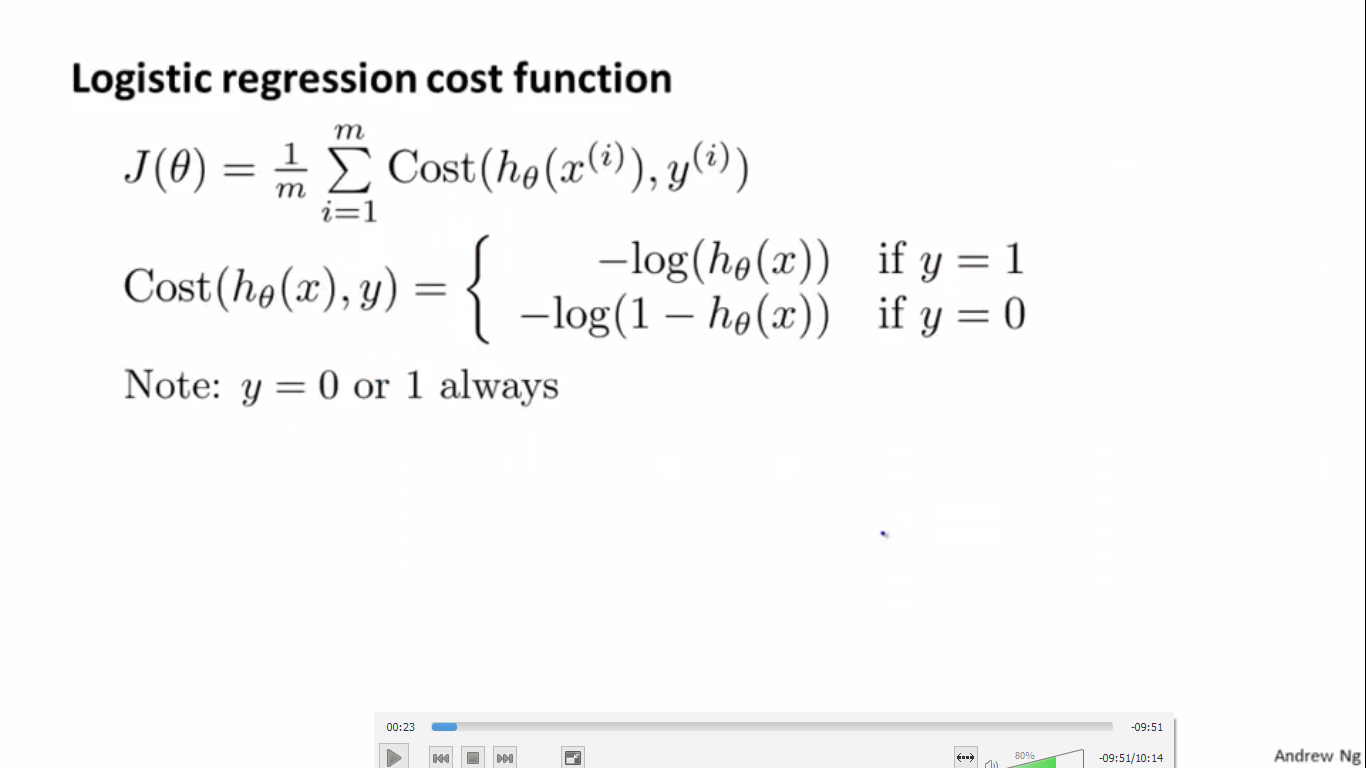 Logistic regression cost function
J(θ) = 1/m ∑_{i=1}^{m} Cost(h_θ(x^{(i)}), y^{(i)})
Cost(h_θ(x), y) = { −log(h_θ(x)) if y = 1
−log(1 − h_θ(x)) if y = 0
Note: y = 0 or 1 always
00:23 -09:51
80% -09:51/10:14
Andrew Ng